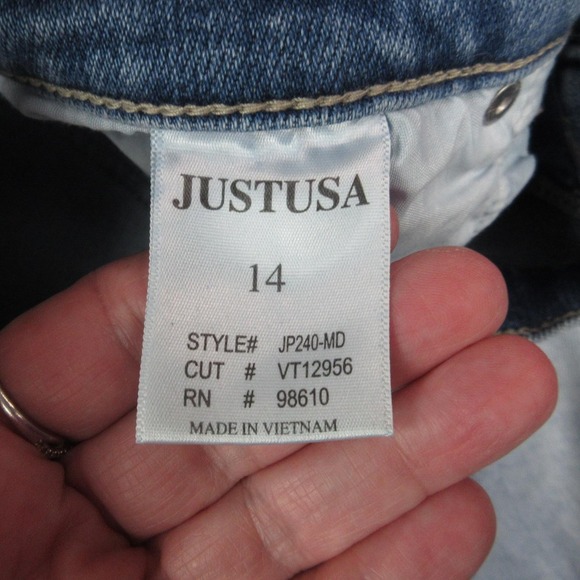 JUSTUSA
14
STYLE# JP240-MD
CUT # VT12956
RN # 98610
MADE IN VIETNAM